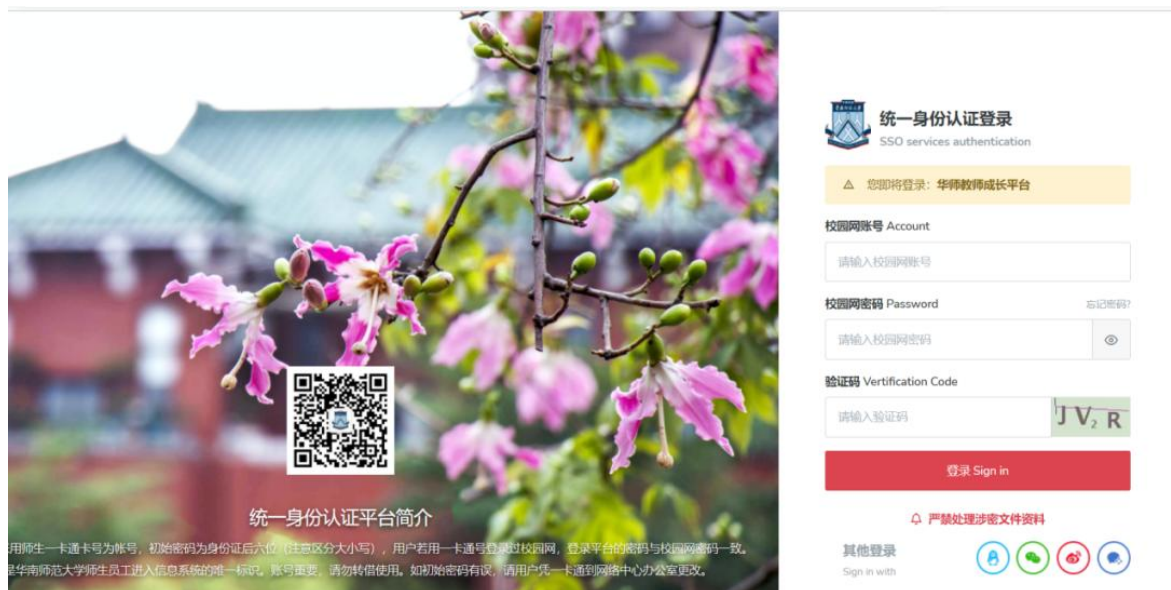 统一身份认证登录
SSO services authentication
您即将登录：华师教师成长平台
校园网账号 Account
请输入校园网账号
校园网密码 Password
忘记密码?
请输入校园网密码
验证码 Vertification Code
请输入验证码
JV₂R
登录 Sign in
严禁处理涉密文件资料
其他登录
Sign in with
统一身份认证平台简介
用师生一卡通卡号为帐号，初始密码为身份证后六位（注意区分大小写），用户若用一卡通号登录过校园网，登录平台的密码与校园网密码一致。
是华南师范大学师生员工进入信息系统的唯一标识。账号重要，请勿转借使用。如初始密码有误，请用户凭一卡通到网络中心办公室更改。